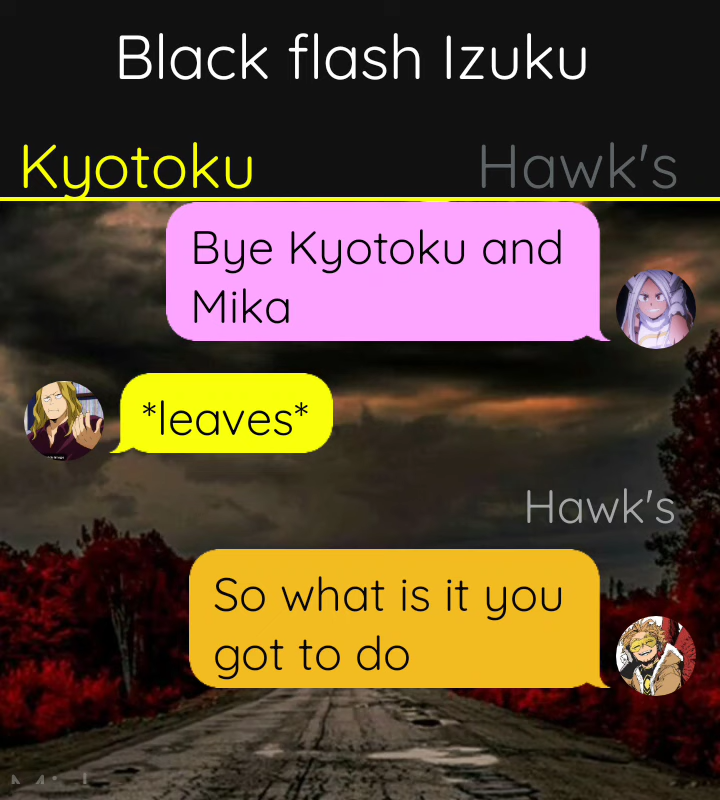 Black flash Izuku
Kyotoku
Hawk's
Bye Kyotoku and
Mika
*leaves*
Hawk's
So what is it you
got to do